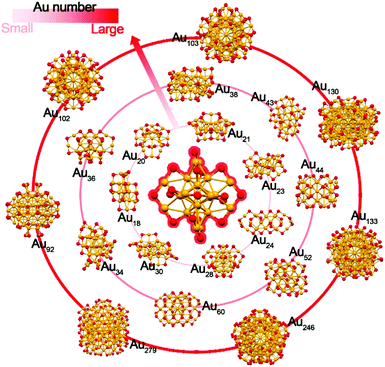 Au number
Small Large
Au103
Au130
Au102
Au38
Au43
Au20
Au21
Au36
Au44
Au23
Au18
Au133
Au24
Au92
Au34
Au30
Au28
Au52
Au60
Au246
Au279